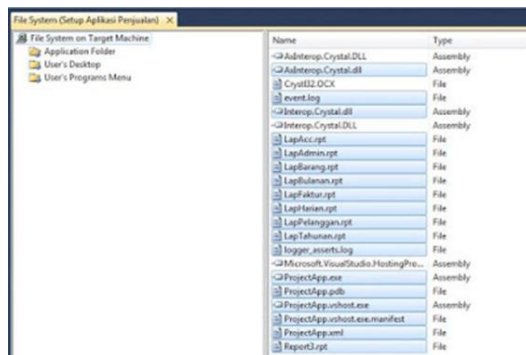 File System (Setup Aplikasi Penjualan) ×
File System on Target Machine
Application Folder
User's Desktop
User's Programs Menu
Name Type
AxInterop.Crystal.DLL Assembly
AxInterop.Crystal.dll Assembly
Crystl32.OCX File
event.log File
Interop.Crystal.dll Assembly
Interop.Crystal.DLL Assembly
LapAcc.rpt File
LapAdmin.rpt File
LapBarang.rpt File
LapBulanan.rpt File
LapFaktur.rpt File
LapHarian.rpt File
LapPelanggan.rpt File
LapTahunan.rpt File
logger_asserts.log File
Microsoft.VisualStudio.HostingPro... Assembly
ProjectApp.exe Assembly
ProjectApp.pdb File
ProjectApp.vshost.exe Assembly
ProjectApp.vshost.exe.manifest File
ProjectApp.xml File
Report3.rpt File